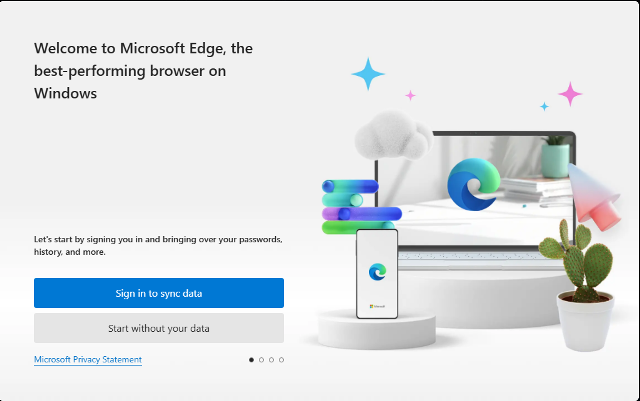 Welcome to Microsoft Edge, the
best-performing browser on
Windows
Let's start by signing you in and bringing over your passwords,
history, and more.
Sign in to sync data
Start without your data
Microsoft Privacy Statement